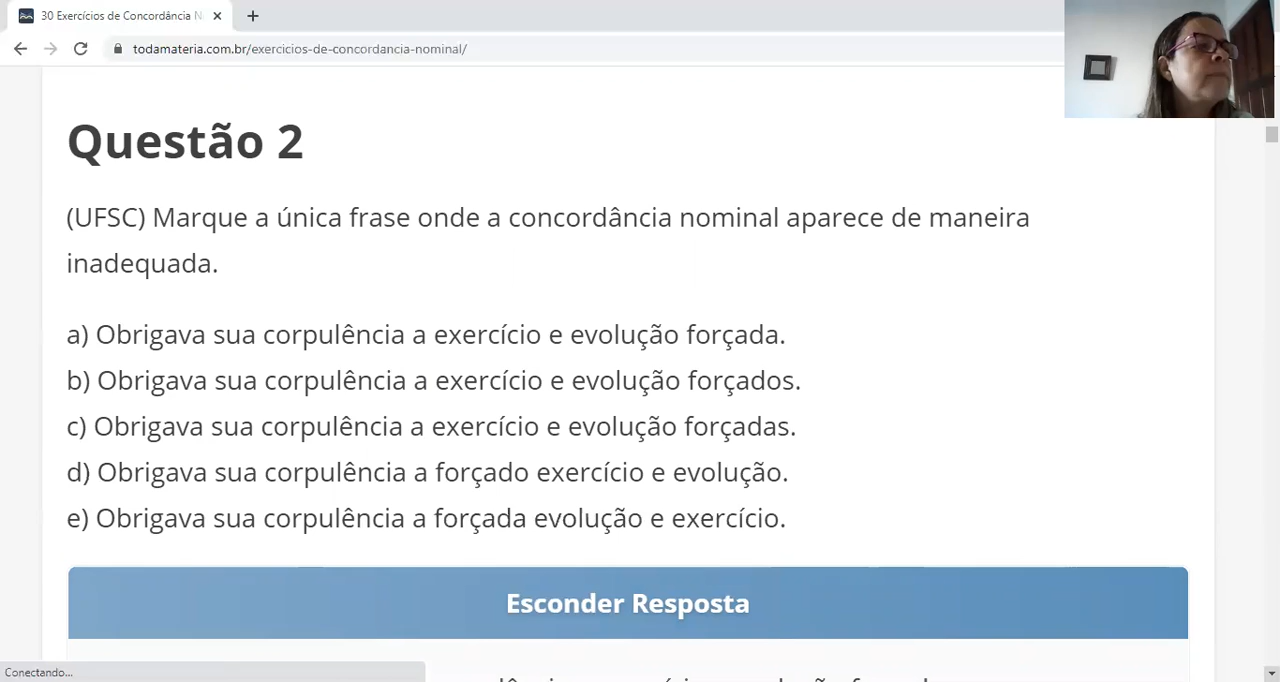 30 Exercícios de Concordância N
todamateria.com.br/exercicios-de-concordancia-nominal/
Questão 2
(UFSC) Marque a única frase onde a concordância nominal aparece de maneira
inadequada.
a) Obrigava sua corpulência a exercício e evolução forçada.
b) Obrigava sua corpulência a exercício e evolução forçados.
c) Obrigava sua corpulência a exercício e evolução forçadas.
d) Obrigava sua corpulência a forçado exercício e evolução.
e) Obrigava sua corpulência a forçada evolução e exercício.
Esconder Resposta
Conectando...